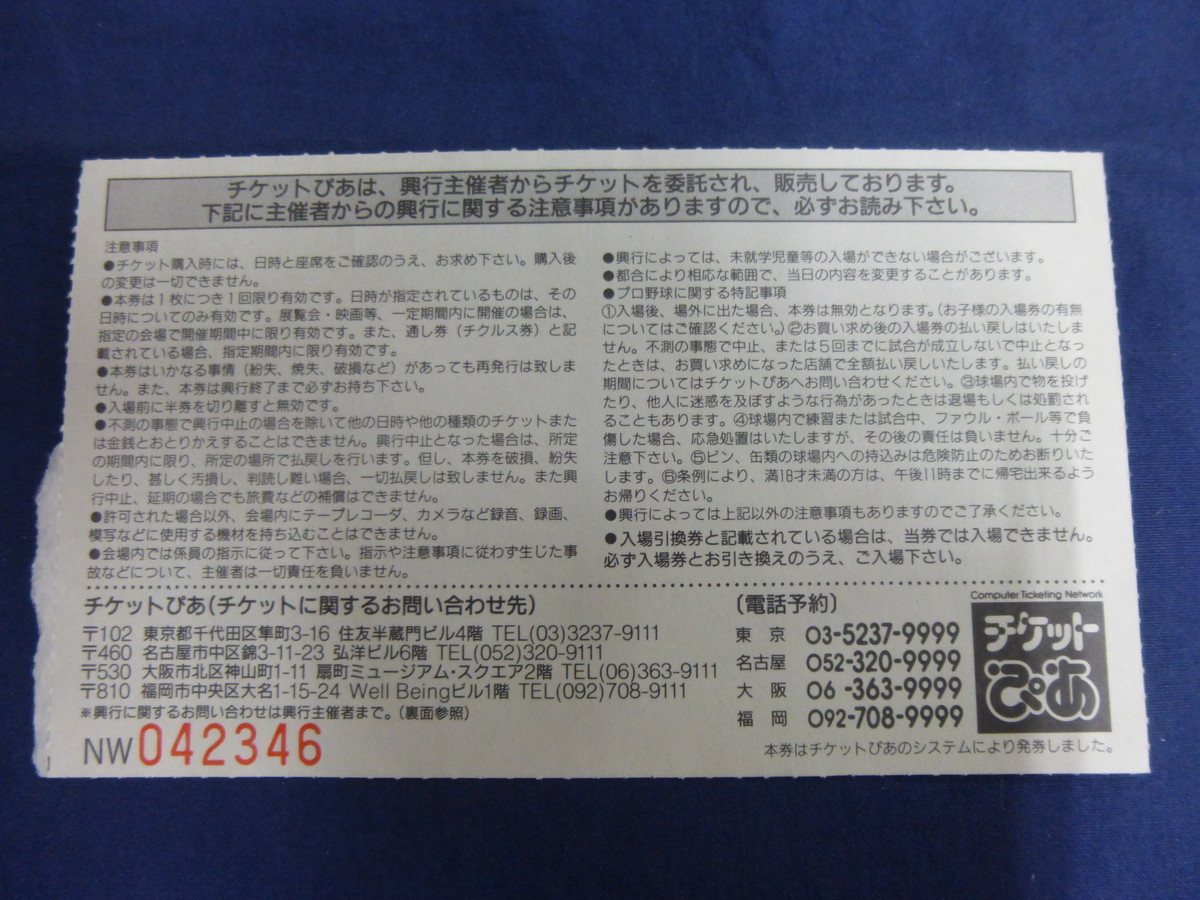 チケットぴあは、興行主催者からチケットを委託され、販売しております。
下記に主催者からの興行に関する注意事項がありますので、必ずお読み下さい。
注意事項
●チケット購入時には、日時と座席をご確認のうえ、お求め下さい。購入後
の変更は一切できません。
●本券は1枚につき1回限り有効です。日時が指定されているものは、その
日時についてのみ有効です。展覧会・映画等、一定期間内に開催の場合は、
指定の会場で開催期間中に限り有効です。また、通し券(チクルス券)と記
載されている場合、指定期間内に限り有効です。
●本券はいかなる事情(紛失、焼失、破損など)があっても再発行は致しま
せん。また、本券は興行終了まで必ずお持ち下さい。
●入場前に半券を切り離すと無効です。
●不測の事態で興行中止の場合を除いて他の日時や他の種類のチケットまた
は金銭とおとりかえすることはできません。興行中止となった場合は、所定
の期間内に限り、所定の場所で払戻しを行います。但し、本券を破損、紛失
したり、甚しく汚損し、判読し難い場合、一切払戻しは致しません。また興
行中止、延期の場合でも旅費などの補償はできません。
●許可された場合以外、会場内にテープレコーダ、カメラなど録音、録画、
模写などに使用する機材を持ち込むことはできません。
●会場内では係員の指示に従って下さい。指示や注意事項に従わず生じた事
故などについて、主催者は一切責任を負いません。
●興行によっては、未就学児童等の入場ができない場合がございます。
●都合により相応な範囲で、当日の内容を変更することがあります。
●プロ野球に関する特記事項
①入場後、場外に出た場合、本券は無効となります。(お子様の入場券の有無
についてはご確認ください。)②お買い求め後の入場券の払い戻しはいたしま
せん。不測の事態で中止、または5回までに試合が成立しないで中止となっ
たときは、お買い求めになった店舗で全額払い戻しいたします。払い戻しの
期間についてはチケットぴあへお問い合わせください。③球場内で物を投げ
たり、他人に迷惑を及ぼすような行為があったときは退場もしくは処罰され
ることもあります。④球場内で練習または試合中、ファウル・ボール等で負
傷した場合、応急処置はいたしますが、その後の責任は負いません。十分ご
注意下さい。⑤ビン、缶類の球場内への持込みは危険防止のためお断りいた
します。⑥条例により、満18才未満の方は、午後11時までに帰宅出来るよう
お帰りください。
●興行によっては上記以外の注意事項もありますのでご了承ください。
●入場引換券と記載されている場合は、当券では入場できません。
必ず入場券とお引き換えのうえ、ご入場下さい。
チケットぴあ(チケットに関するお問い合わせ先)
〒102 東京都千代田区隼町3-16 住友半蔵門ビル4階 TEL(03)3237-9111
〒460 名古屋市中区錦3-11-23 弘洋ビル6階 TEL(052)320-9111
〒530 大阪市北区神山町1-11 扇町ミュージアム・スクエア2階 TEL(06)363-9111
〒810 福岡市中央区大名1-15-24 Well Beingビル1階 TEL(092)708-9111
※興行に関するお問い合わせは興行主催者まで。(裏面参照)
NW042346
〔電話予約〕
東 京 03-5237-9999
名古屋 052-320-9999
大 阪 06-363-9999
福 岡 092-708-9999
Computer Ticketing Network
チケット
ぴあ
本券はチケットぴあのシステムにより発券しました。